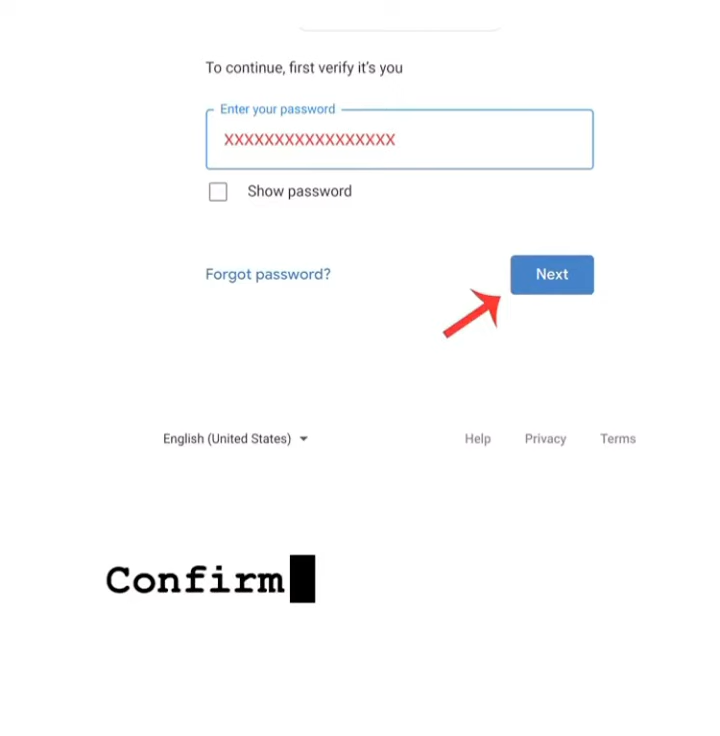 To continue, first verify it's you
Enter your password
XXXXXXXXXXXXXXXXX
Show password
Forgot password?
Next
English (United States)
Help Privacy Terms
Confirm